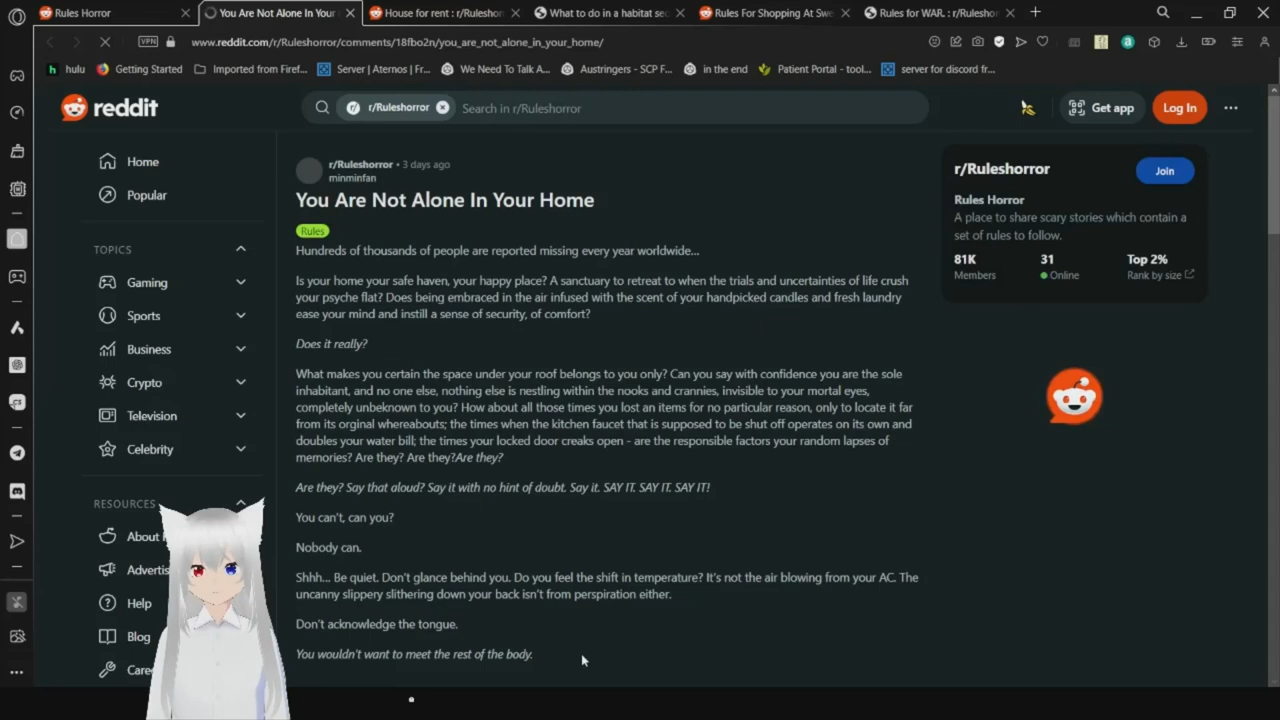 Rules Horror
You Are Not Alone In Your
House for rent : r/Ruleshor
What to do in a habitat sec
Rules For Shopping At Swe
Rules for WAR. : r/Ruleshor
VPN
www.reddit.com/r/Ruleshorror/comments/18fbo2n/you_are_not_alone_in_your_home/
hulu
Getting Started
Imported from Firef...
Server | Aternos | Fr...
We Need To Talk A...
Austringers - SCP F...
in the end
Patient Portal - tool...
server for discord fr...
reddit
r/Ruleshorror
Search in r/Ruleshorror
Get app
Log In
Home
Popular
TOPICS
Gaming
Sports
Business
Crypto
Television
Celebrity
RESOURCES
About
Advertis
Help
Blog
Care
r/Ruleshorror • 3 days ago
minminfan
You Are Not Alone In Your Home
Rules
Hundreds of thousands of people are reported missing every year worldwide...
Is your home your safe haven, your happy place? A sanctuary to retreat to when the trials and uncertainties of life crush
your psyche flat? Does being embraced in the air infused with the scent of your handpicked candles and fresh laundry
ease your mind and instill a sense of security, of comfort?
Does it really?
What makes you certain the space under your roof belongs to you only? Can you say with confidence you are the sole
inhabitant, and no one else, nothing else is nestling within the nooks and crannies, invisible to your mortal eyes,
completely unbeknown to you? How about all those times you lost an items for no particular reason, only to locate it far
from its orginal whereabouts; the times when the kitchen faucet that is supposed to be shut off operates on its own and
doubles your water bill; the times your locked door creaks open - are the responsible factors your random lapses of
memories? Are they? Are they?Are they?
Are they? Say that aloud? Say it with no hint of doubt. Say it. SAY IT. SAY IT. SAY IT!
You can't, can you?
Nobody can.
Shhh... Be quiet. Don't glance behind you. Do you feel the shift in temperature? It's not the air blowing from your AC. The
uncanny slippery slithering down your back isn't from perspiration either.
Don't acknowledge the tongue.
You wouldn't want to meet the rest of the body.
r/Ruleshorror
Join
Rules Horror
A place to share scary stories which contain a
set of rules to follow.
81K
31
Top 2%
Members
Online
Rank by size